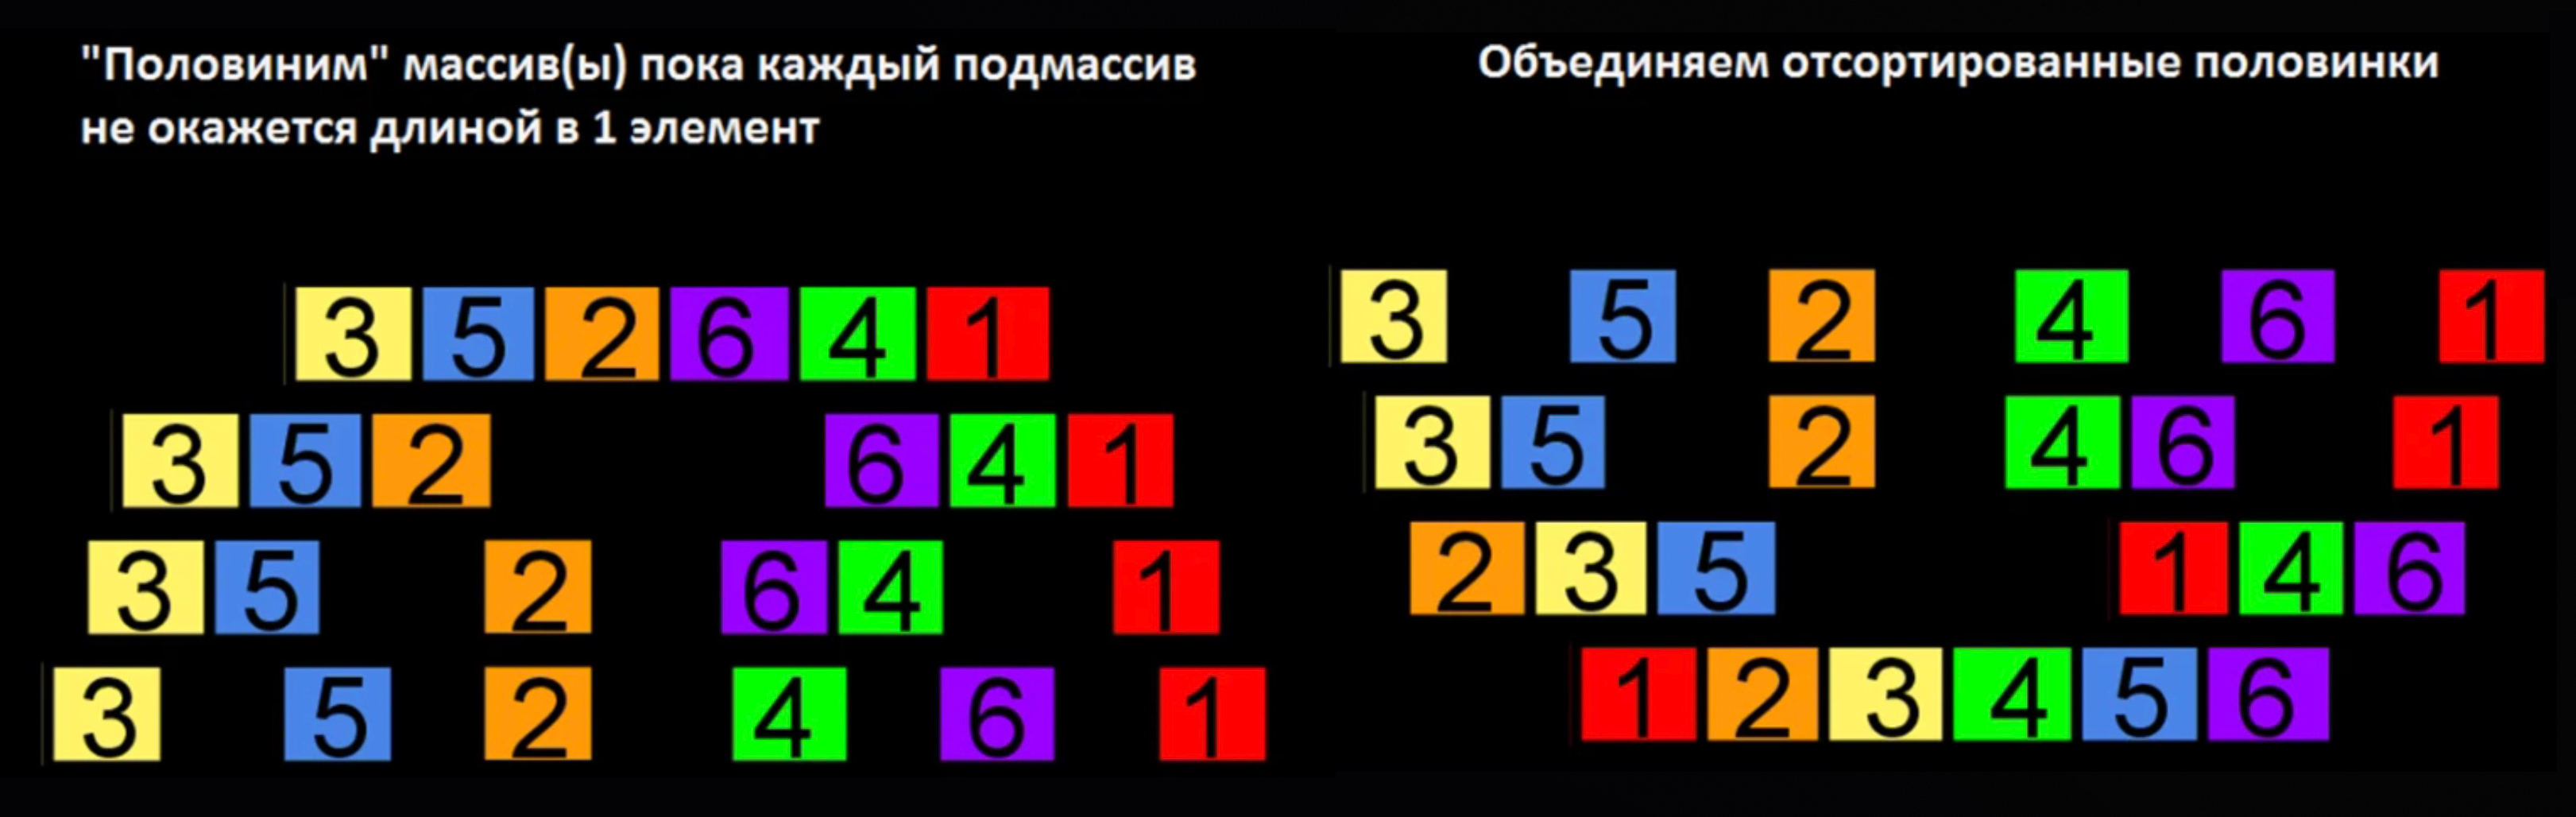 "Половиним" массив(ы) пока каждый подмассив
не окажется длиной в 1 элемент
3 5 2 6 4 1
3 5 2 6 4 1
3 5 2 6 4 1
3 5 2 4 6 1
Объединяем отсортированные половинки
3 5 2 4 6 1
3 5 2 4 6 1
2 3 5 1 4 6
1 2 3 4 5 6